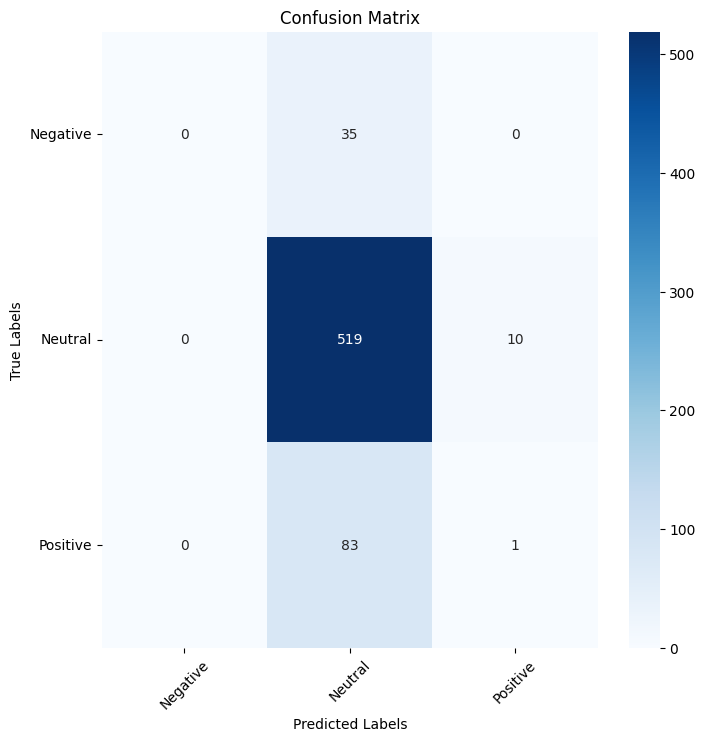 Confusion Matrix
Negative 0 35 0
Neutral 0 519 10
Positive 0 83 1
Negative Neutral Positive
Predicted Labels
True Labels
500
400
300
200
100
0